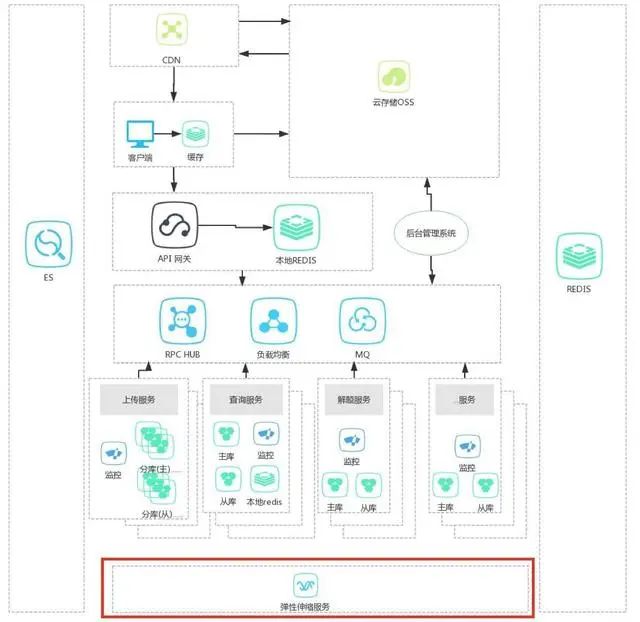 CDN
云存储OSS
客户端
缓存
API 网关
本地REDIS
后台管理系统
ES
REDIS
RPC HUB
负载均衡
MQ
上传服务
查询服务
解赔服务
...服务
监控
分库(主)....
分库(从)....
主库
监控
从库
本地redis
监控
主库
从库
监控
主库
从库
弹性伸缩服务